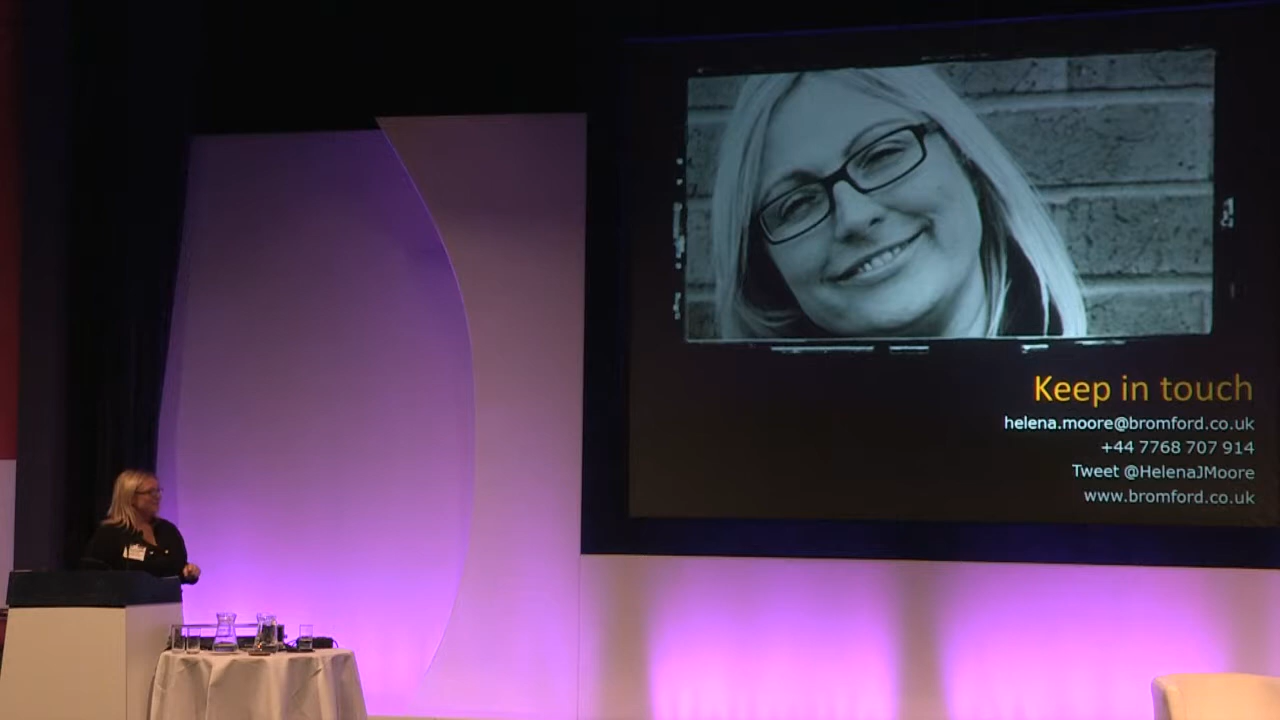 Keep in touch
helena.moore@bromford.co.uk
+44 7768 707 914
Tweet @HelenaJMoore
www.bromford.co.uk